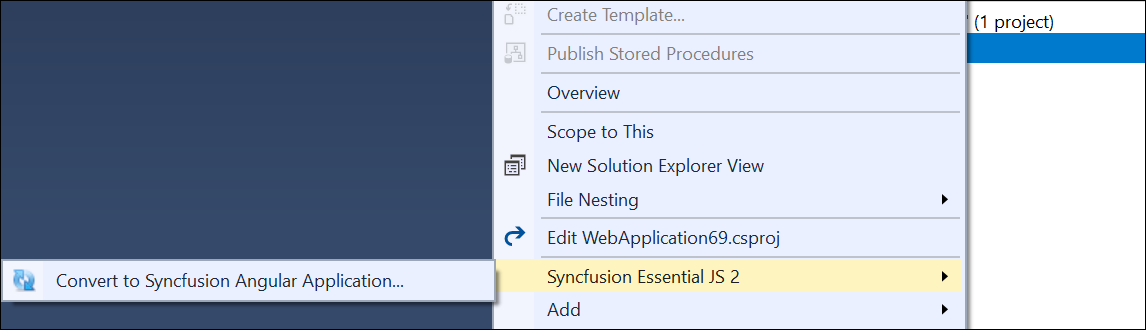 Create Template...
' (1 project)
Publish Stored Procedures
Overview
Scope to This
New Solution Explorer View
File Nesting
Edit WebApplication69.csproj
Convert to Syncfusion Angular Application...
Syncfusion Essential JS 2
Add